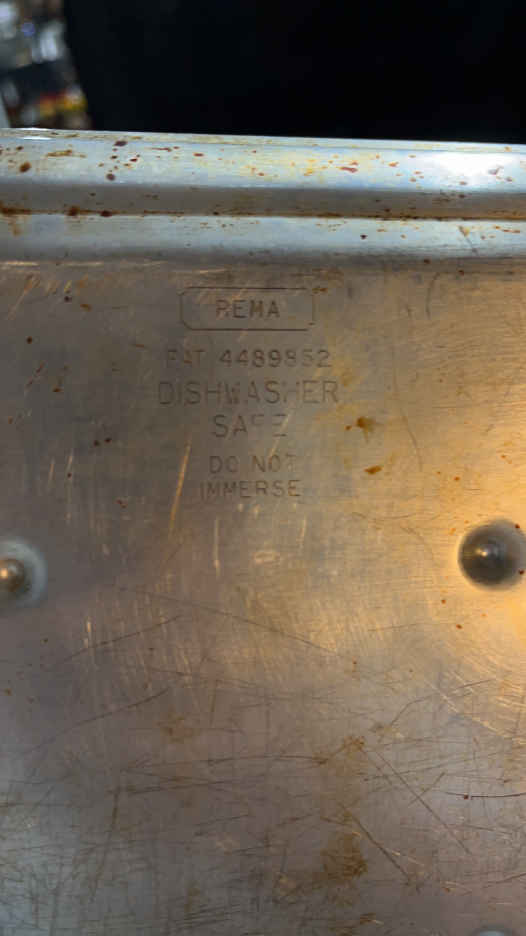 REMA
PAT 4489852
DISHWASHER
SAFE
DO NOT
IMMERSE